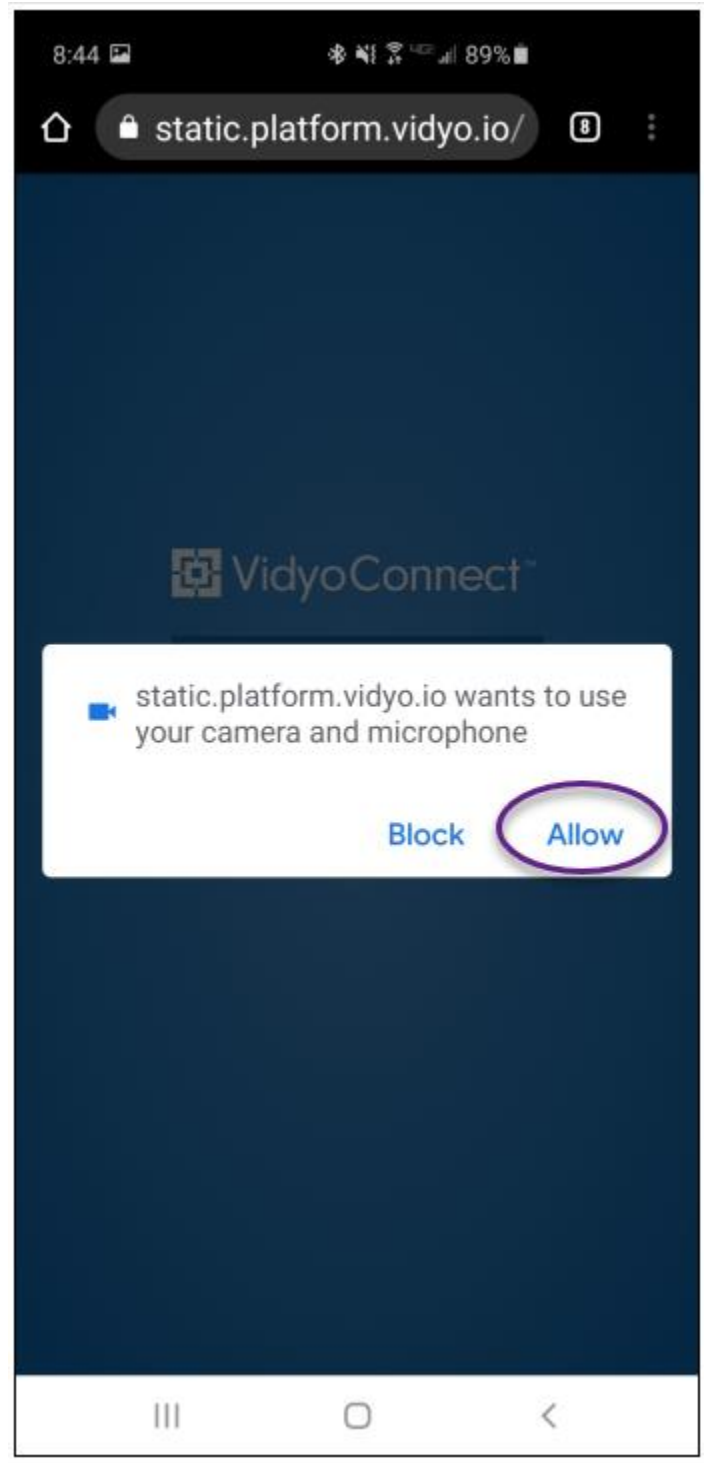 8:44 89%
static.platform.vidyo.io/ 8
VidyoConnect™
static.platform.vidyo.io wants to use
your camera and microphone
Block Allow